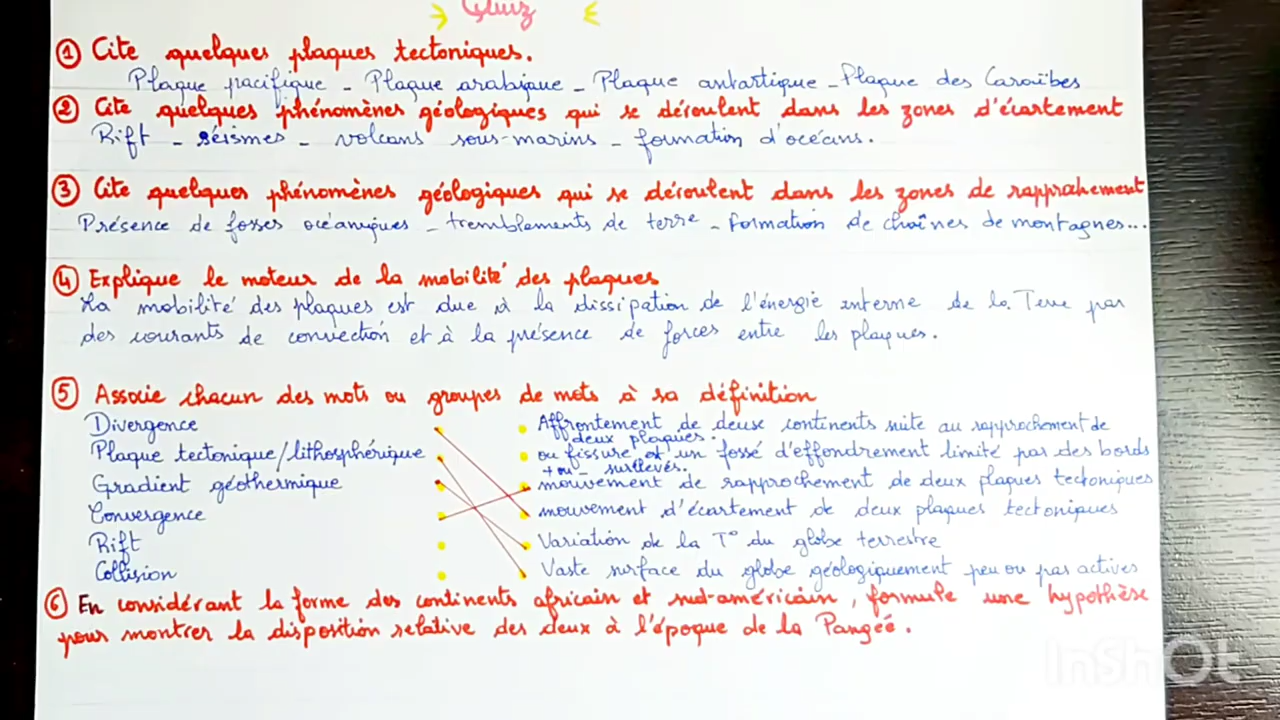 Quiz
① Cite quelques plaques tectoniques.
Plaque pacifique - Plaque arabique - Plaque antartique - Plaque des Caraïbes
② Cite quelques phénomènes géologiques qui se déroulent dans les zones d'écartement
Rift - séismes - volcans sous-marins - formation d'océans.
③ Cite quelques phénomènes géologiques qui se déroulent dans les zones de rapprochement
Présence de fosses océaniques - tremblements de terre - formation de chaînes de montagnes...
④ Explique le moteur de la mobilité des plaques
La mobilité des plaques est due à la dissipation de l'énergie interne de la Terre par
des courants de convection et à la présence de forces entre les plaques.
⑤ Associe chacun des mots ou groupes de mots à sa définition
Divergence
Plaque tectonique/lithosphérique
Gradient géothermique
Convergence
Rift
Collision
Affrontement de deux continents suite au rapprochement de
deux plaques.
ou fissure est un fossé d'effondrement limité par des bords
+ ou - surlevés.
mouvement de rapprochement de deux plaques tectoniques
mouvement d'écartement de deux plaques tectoniques
Variation de la T° du globe terrestre
Vaste surface du globe géologiquement peu ou pas actives
⑥ En considérant la forme des continents africain et sud-américain, formule une hypothèse
pour montrer la disposition relative des deux à l'époque de la Pangée.
InShOt